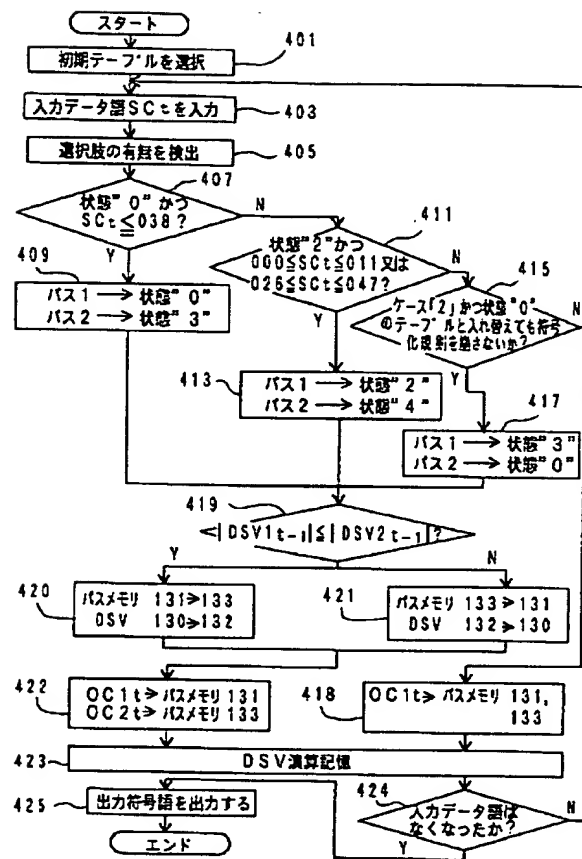 スタート
401
初期テーブルを選択
入力データ語SCtを入力
403
選択肢の有無を検出
405
407
状態"0"かつ
SCt≦038?
N
Y
411
状態"2"かつ
000≦SCt≦011又は
026≦SCt≦047?
N
Y
409
パス1→状態"0"
パス2→状態"3"
415
ケース「2」かつ状態"0"
のテーブルと入れ替えても符号
化規則を崩さないか?
N
Y
413
パス1→状態"2"
パス2→状態"4"
417
パス1→状態"3"
パス2→状態"0"
419
<|DSV1t-1|≦|DSV2t-1|?
Y
N
420
パスメモリ 131⇒133
DSV 130⇒132
421
パスメモリ 133⇒131
DSV 132⇒130
422
OC1t⇒パスメモリ131
OC2t⇒パスメモリ133
418
OC1t⇒パスメモリ131,
133
423
DSV演算記憶
424
入力データ語は
なくなったか?
N
Y
425
出力符号語を出力する
エンド